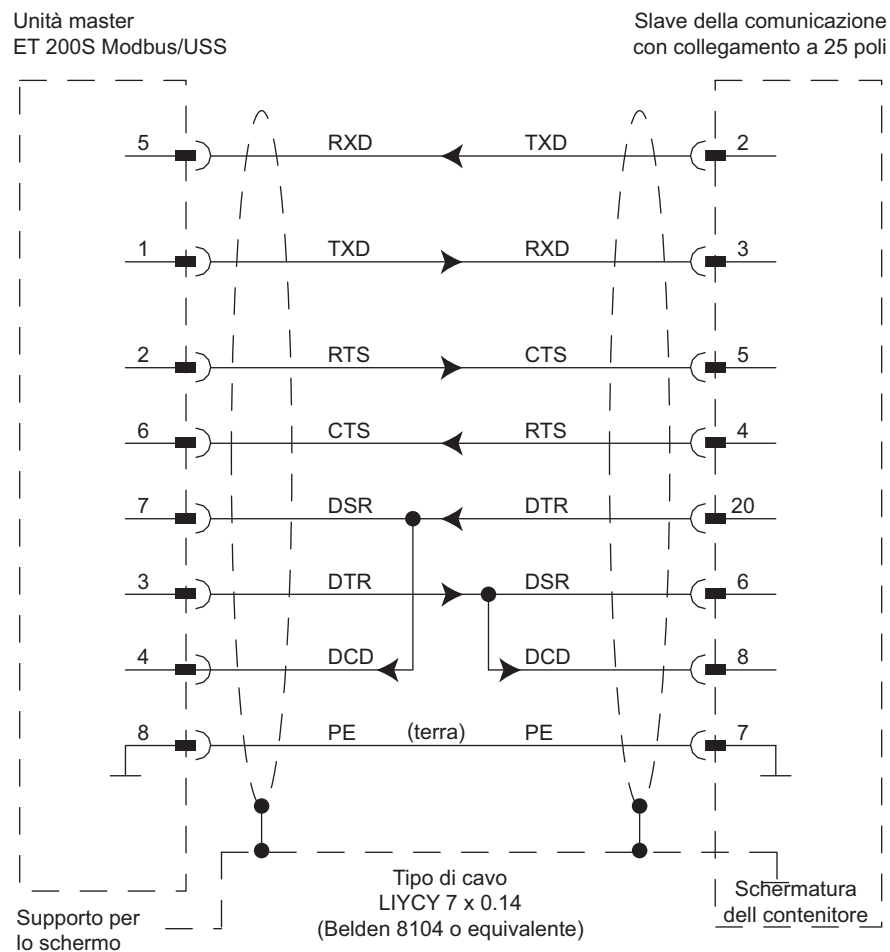 Unità master
ET 200S Modbus/USS
Slave della comunicazione
con collegamento a 25 poli
5 RXD TXD 2
1 TXD RXD 3
2 RTS CTS 5
6 CTS RTS 4
7 DSR DTR 20
3 DTR DSR 6
4 DCD DCD 8
8 PE (terra) PE 7
Tipo di cavo
LIYCY 7 x 0.14
(Belden 8104 o equivalente)
Supporto per
lo schermo
Schermatura
dell contenitore